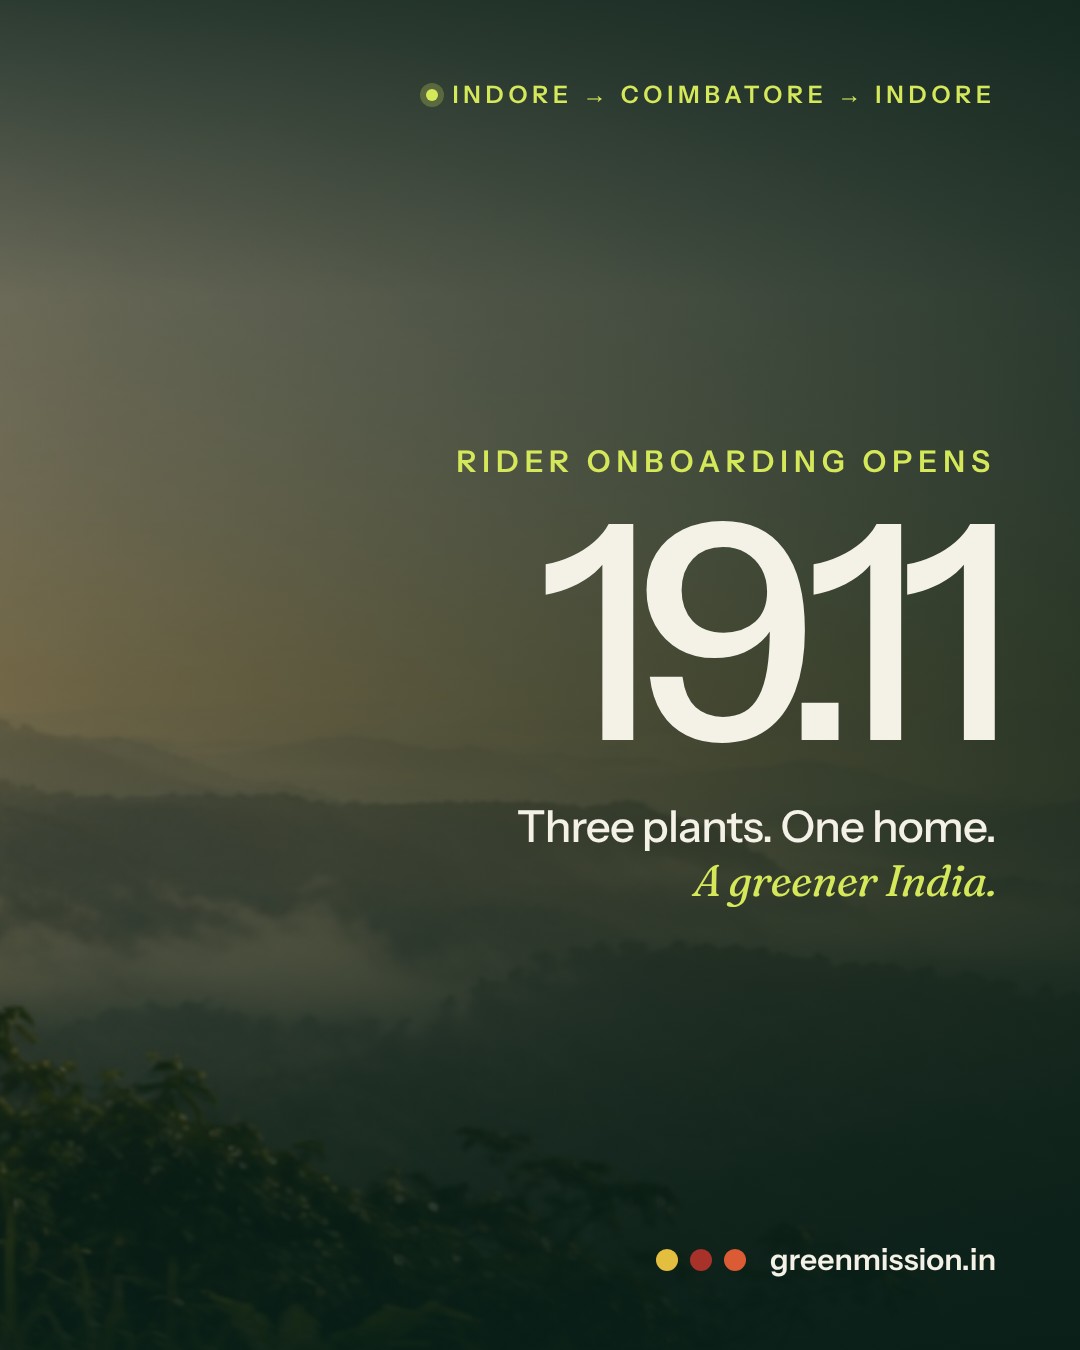 INDORE → COIMBATORE → INDORE
RIDER ONBOARDING OPENS
19.11
Three plants. One home.
A greener India.
greenmission.in